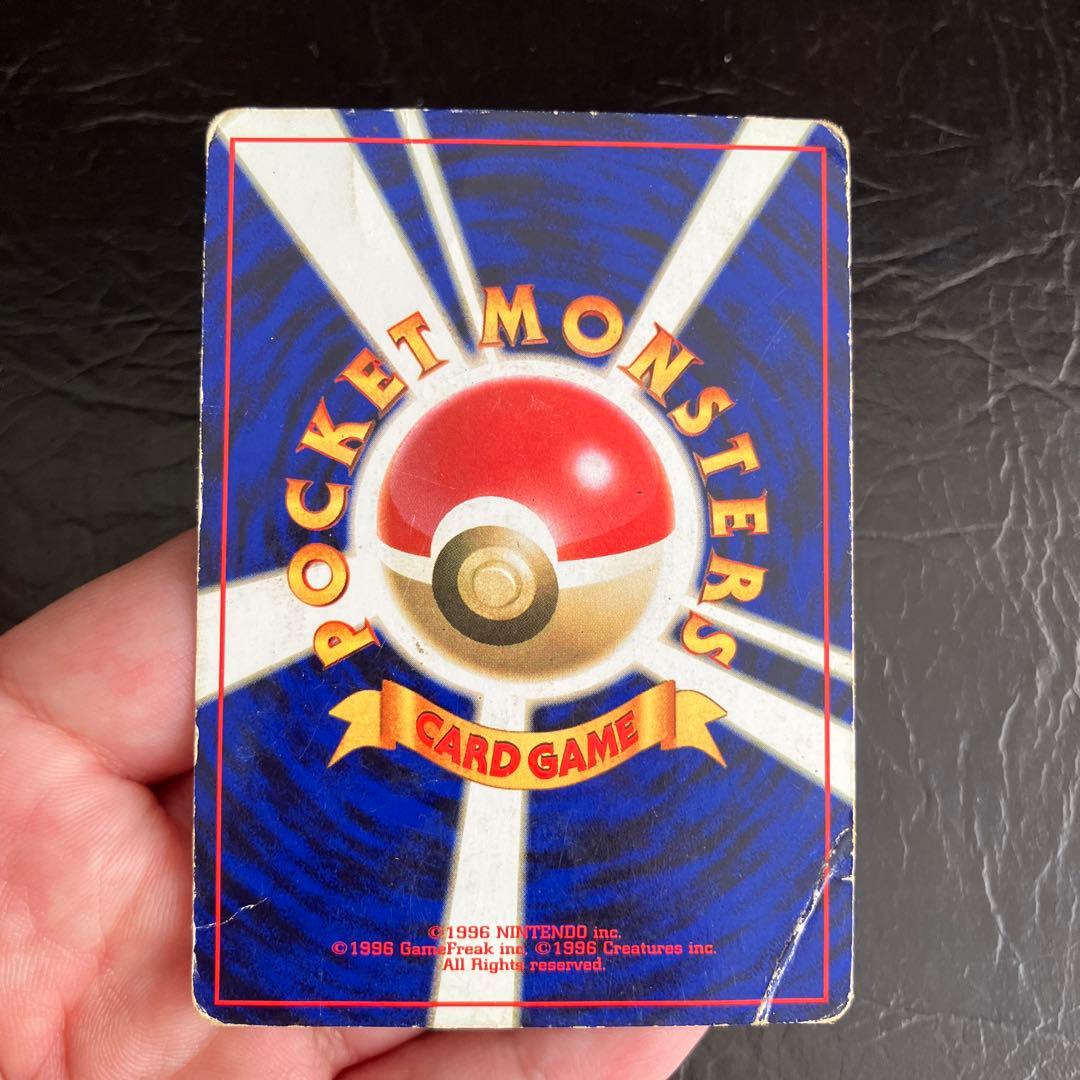 POCKET MONSTERS
CARD GAME
©1996 NINTENDO inc.
©1996 GameFreak inc. ©1996 Creatures inc.
All Rights reserved.